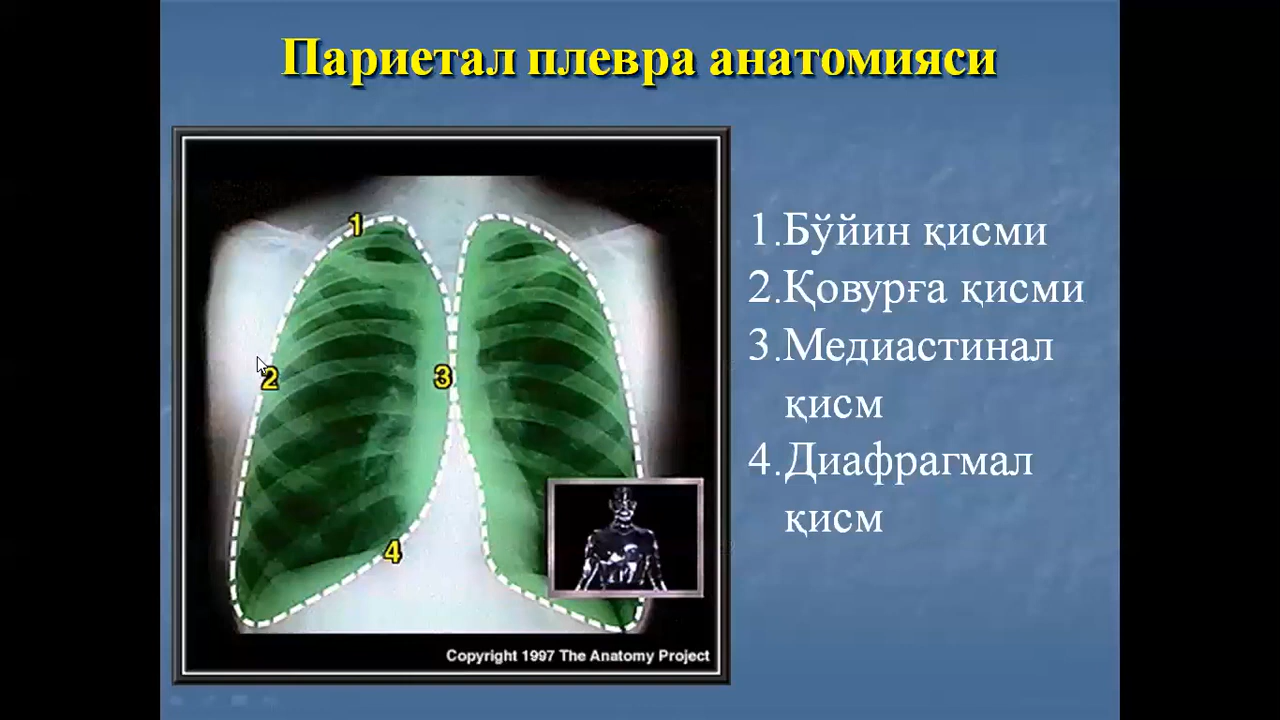 Париетал плевра анатомияси
1
2
3
4
Copyright 1997 The Anatomy Project
1.Бўйин қисми
2.Қовурға қисми
3.Медиастинал
қисм
4.Диафрагмал
қисм